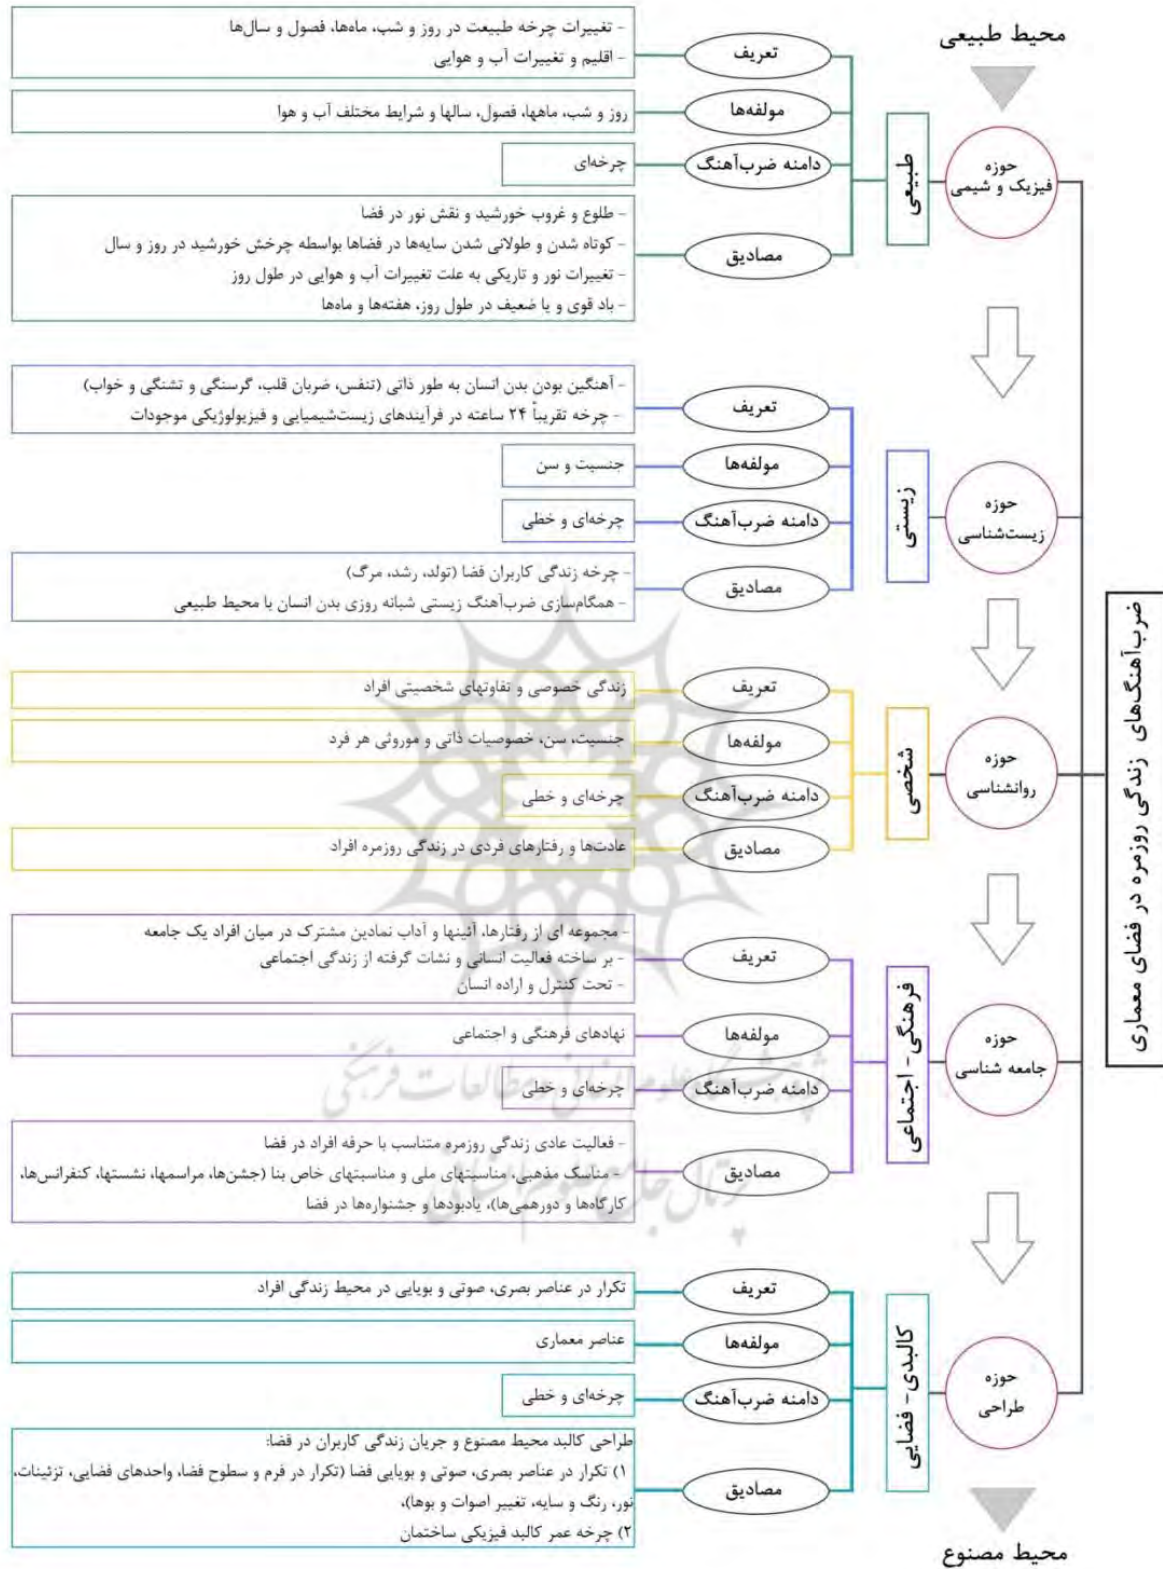 محیط طبیعی
ضرب‌آهنگ‌های زندگی روزمره در فضای معماری
حوزه
فیزیک و شیمی
طبیعی
تعریف
- تغییرات چرخه طبیعت در روز و شب، ماه‌ها، فصول و سال‌ها
- اقلیم و تغییرات آب و هوایی
مولفه‌ها
روز و شب، ماهها، فصول، سالها و شرایط مختلف آب و هوا
دامنه ضرب‌آهنگ
چرخه‌ای
مصادیق
- طلوع و غروب خورشید و نقش نور در فضا
- کوتاه شدن و طولانی شدن سایه‌ها در فضاها بواسطه چرخش خورشید در روز و سال
- تغییرات نور و تاریکی به علت تغییرات آب و هوایی در طول روز
- باد قوی و یا ضعیف در طول روز، هفته‌ها و ماه‌ها
حوزه
زیست‌شناسی
زیستی
تعریف
- آهنگین بودن بدن انسان به طور ذاتی (تنفس، ضربان قلب، گرسنگی و تشنگی و خواب)
- چرخه تقریباً ۲۴ ساعته در فرآیندهای زیست‌شیمیایی و فیزیولوژیکی موجودات
مولفه‌ها
جنسیت و سن
دامنه ضرب‌آهنگ
چرخه‌ای و خطی
مصادیق
- چرخه زندگی کاربران فضا (تولد، رشد، مرگ)
- همگام‌سازی ضرب‌آهنگ زیستی شبانه روزی بدن انسان با محیط طبیعی
حوزه
روانشناسی
شخصی
تعریف
زندگی خصوصی و تفاوتهای شخصیتی افراد
مولفه‌ها
جنسیت، سن، خصوصیات ذاتی و موروثی هر فرد
دامنه ضرب‌آهنگ
چرخه‌ای و خطی
مصادیق
عادت‌ها و رفتارهای فردی در زندگی روزمره افراد
حوزه
جامعه شناسی
فرهنگی - اجتماعی
تعریف
- مجموعه ای از رفتارها، آئینها و آداب نمادین مشترک در میان افراد یک جامعه
- بر ساخته فعالیت انسانی و نشات گرفته از زندگی اجتماعی
- تحت کنترل و اراده انسان
مولفه‌ها
نهادهای فرهنگی و اجتماعی
دامنه ضرب‌آهنگ
چرخه‌ای و خطی
پژوهشگاه علوم انسانی و مطالعات فرهنگی
مصادیق
- فعالیت عادی زندگی روزمره متناسب با حرفه افراد در فضا
- مناسک مذهبی، مناسبتهای ملی و مناسبتهای خاص بنا (جشن‌ها، مراسمها، نشستها، کنفرانس‌ها،
کارگاه‌ها و دورهمی‌ها)، یادبودها و جشنواره‌ها در فضا
پرتال جامع علوم انسانی
حوزه
طراحی
کالبدی - فضایی
تعریف
تکرار در عناصر بصری، صوتی و بویایی در محیط زندگی افراد
مولفه‌ها
عناصر معماری
دامنه ضرب‌آهنگ
چرخه‌ای و خطی
مصادیق
طراحی کالبد محیط مصنوع و جریان زندگی کاربران در فضا:
۱) تکرار در عناصر بصری، صوتی و بویایی فضا (تکرار در فرم و سطوح فضا، واحدهای فضایی، تزئینات،
نور، رنگ و سایه، تغییر اصوات و بوها)،
۲) چرخه عمر کالبد فیزیکی ساختمان
محیط مصنوع